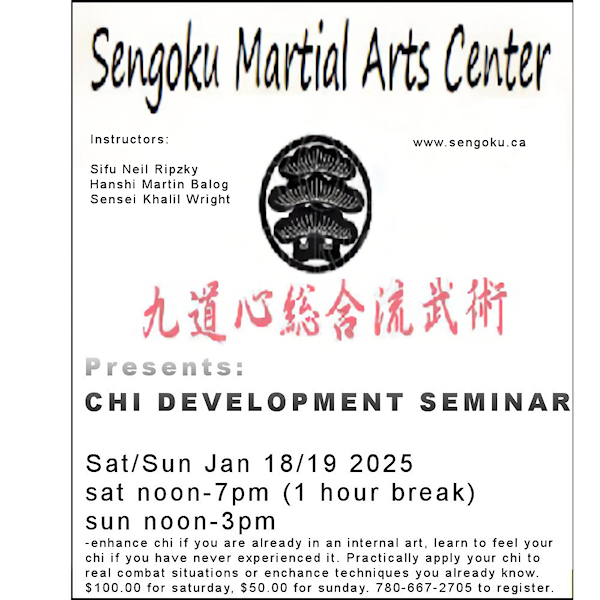 Sengoku Martial Arts Center
Instructors:
www.sengoku.ca
Sifu Neil Ripzky
Hanshi Martin Balog
Sensei Khalil Wright
九道心総合流武術
Presents:
CHI DEVELOPMENT SEMINAR
Sat/Sun Jan 18/19 2025
sat noon-7pm (1 hour break)
sun noon-3pm
-enhance chi if you are already in an internal art, learn to feel your
chi if you have never experienced it. Practically apply your chi to
real combat situations or enchance techniques you already know.
$100.00 for saturday, $50.00 for sunday. 780-667-2705 to register.